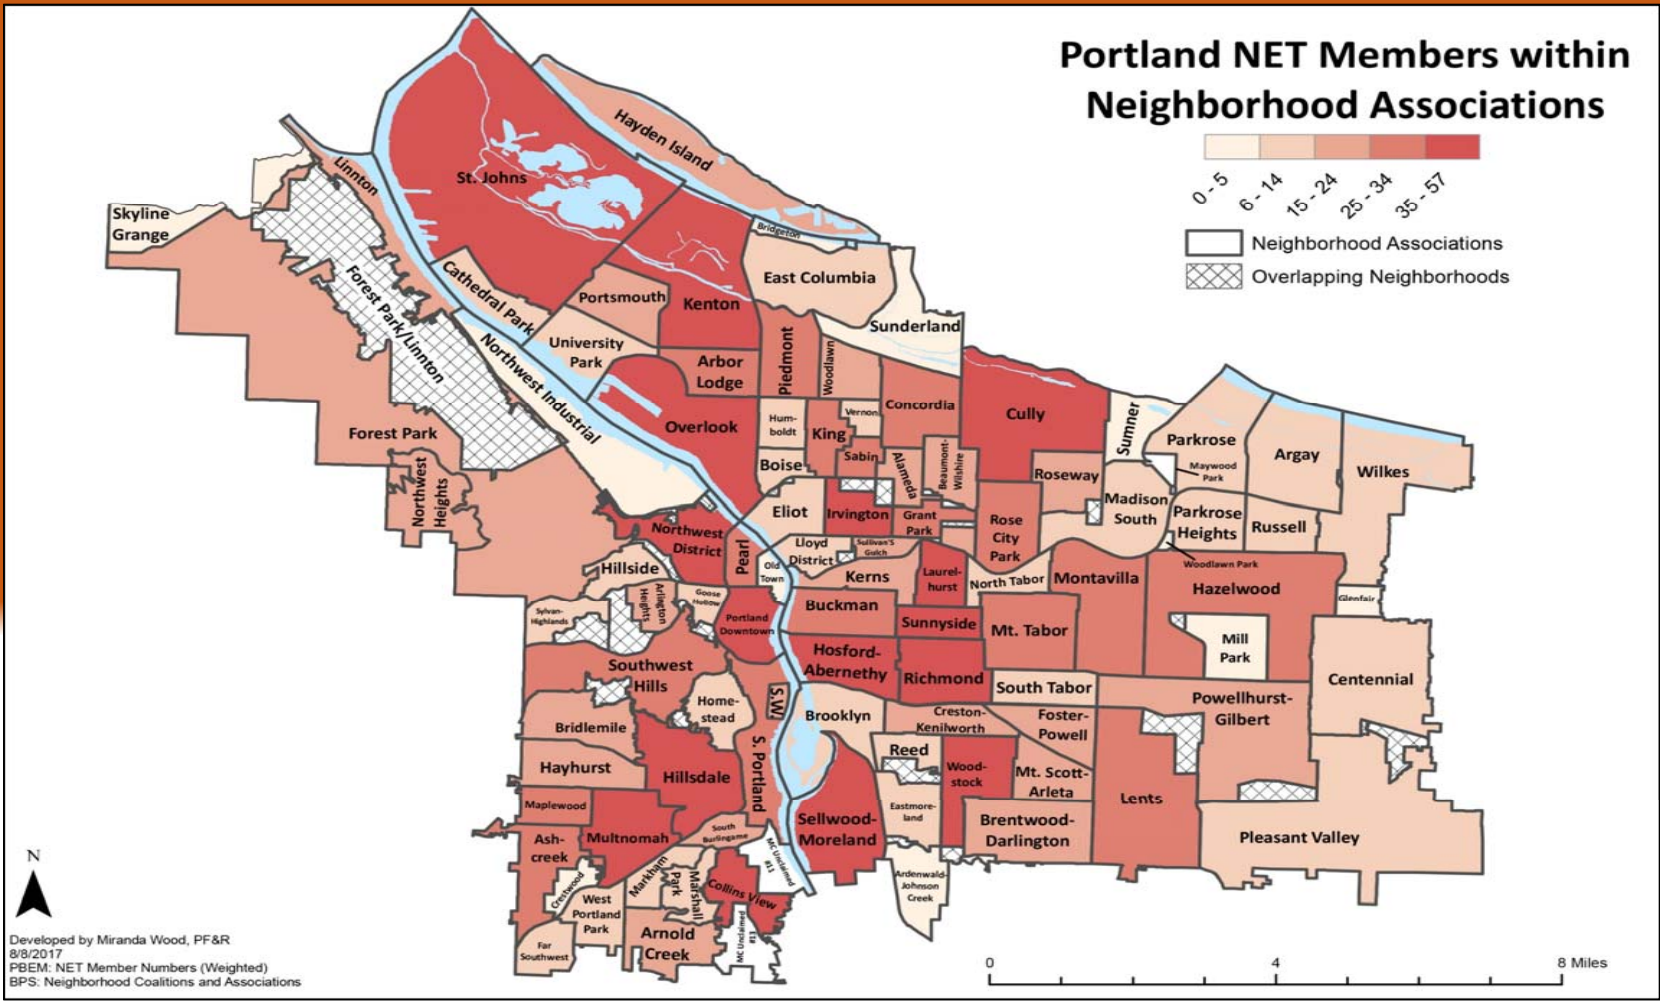 Portland NET Members within
Neighborhood Associations
0 - 5
6 - 14
15 - 24
25 - 34
35 - 57
Neighborhood Associations
Overlapping Neighborhoods
Hayden Island
Linnton
St. Johns
Skyline
Grange
Bridgeton
East Columbia
Cathedral Park
Portsmouth
Kenton
Forest Park/Linnton
Sunderland
Northwest Industrial
University
Park
Arbor
Lodge
Piedmont
Woodlawn
Concordia
Cully
Sumner
Overlook
Hum-
boldt
King
Vernon
Parkrose
Argay
Wilkes
Forest Park
Boise
Sabin
Alameda
Beaumont-
Wilshire
Roseway
Maywood
Park
Northwest
Heights
Madison
South
Eliot
Irvington
Grant
Park
Rose
City
Park
Parkrose
Heights
Russell
Northwest
District
Pearl
Lloyd
District
Sullivan'S
Gulch
Old
Town
Woodlawn Park
Hillside
Kerns
Laurel-
hurst
North Tabor
Montavilla
Hazelwood
Glenfair
Sylvan-
Highlands
Arlington
Heights
Goose
Hollow
Portland
Downtown
Buckman
Sunnyside
Mt. Tabor
Mill
Park
Southwest
Hills
Hosford-
Abernethy
Richmond
South Tabor
Centennial
Home-
stead
S.W
Brooklyn
Creston-
Kenilworth
Foster-
Powell
Powellhurst-
Gilbert
Bridlemile
Reed
Hayhurst
Hillsdale
S. Portland
Wood-
stock
Mt. Scott-
Arleta
Lents
Maplewood
Eastmore-
land
Multnomah
South
Burlingame
Sellwood-
Moreland
Brentwood-
Darlington
Pleasant Valley
Ash-
creek
MC Unclaimed
#11
Crestwood
Markham
Marshall
Park
Collins View
Ardenwald-
Johnson
Creek
West
Portland
Park
Arnold
Creek
MC Unclaimed
#13
Far
Southwest
N
Developed by Miranda Wood, PF&R
8/8/2017
PBEM: NET Member Numbers (Weighted)
BPS: Neighborhood Coalitions and Associations
0
4
8 Miles